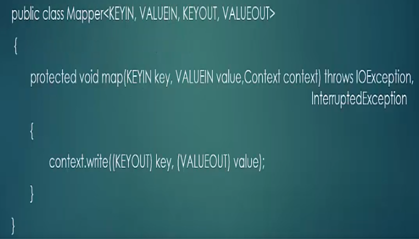 public class Mapper<KEYIN, VALUEIN, KEYOUT, VALUEOUT>
{
protected void map(KEYIN key, VALUEIN value,Context context) throws IOException,
InterruptedException
{
context.write((KEYOUT) key, (VALUEOUT) value);
}
}